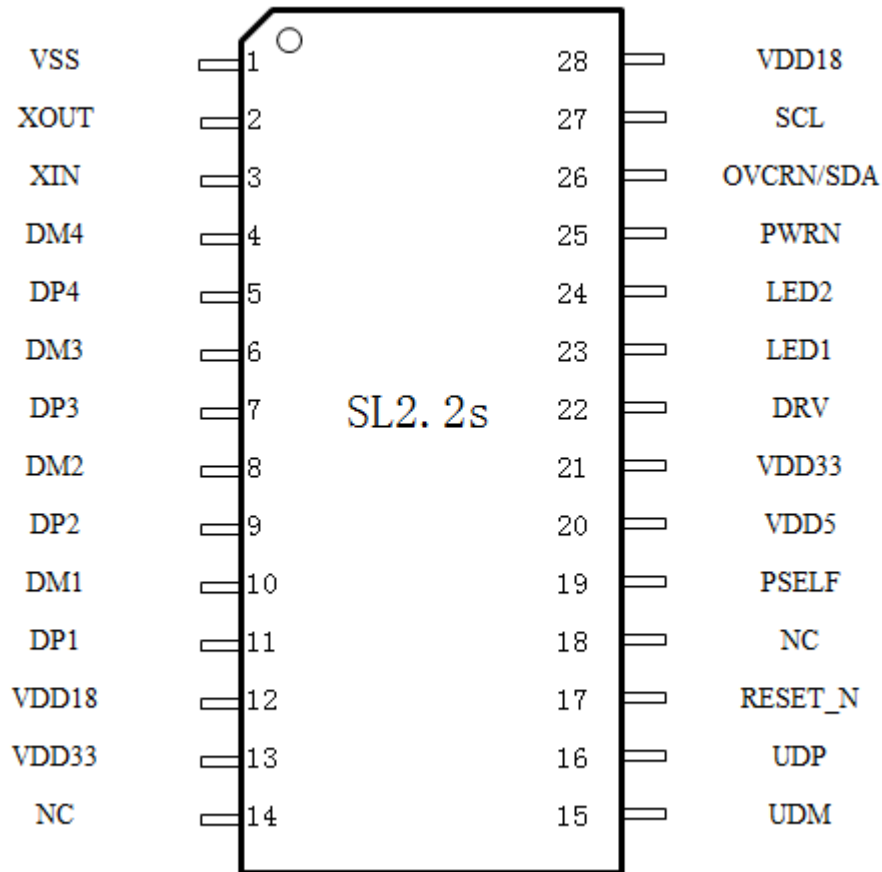 VSS 1 28 VDD18
XOUT 2 27 SCL
XIN 3 26 OVCRN/SDA
DM4 4 25 PWRN
DP4 5 24 LED2
DM3 6 23 LED1
DP3 7 SL2.2s 22 DRV
DM2 8 21 VDD33
DP2 9 20 VDD5
DM1 10 19 PSELF
DP1 11 18 NC
VDD18 12 17 RESET_N
VDD33 13 16 UDP
NC 14 15 UDM